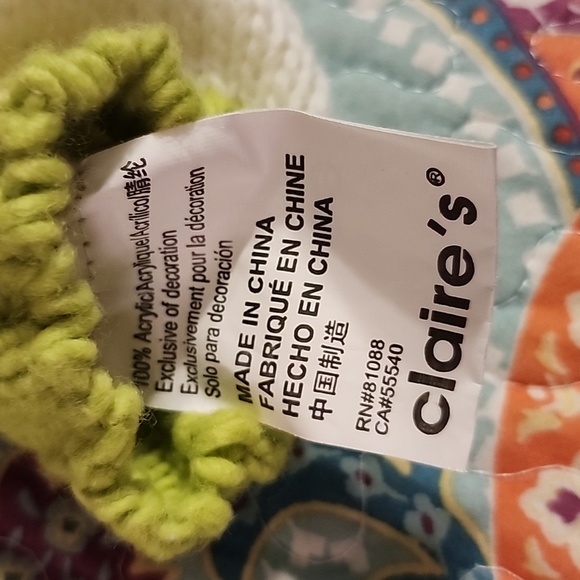 100% Acrylic/Acrylique/Acrílico/腈纶
Exclusive of decoration
Exclusivement pour la décoration
Solo para decoración
MADE IN CHINA
FABRIQUÉ EN CHINE
HECHO EN CHINA
中国制造
RN#81088
CA#55540
claire's®